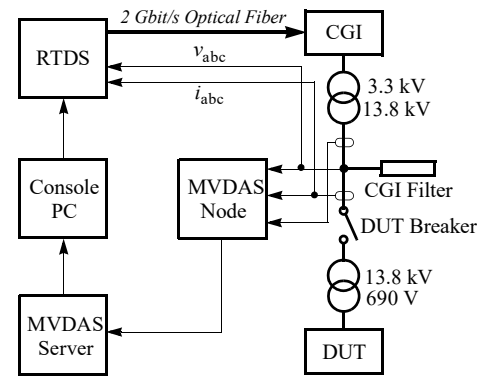 2 Gbit/s Optical Fiber
RTDS
CGI
v_abc
i_abc
3.3 kV
13.8 kV
Console
PC
MVDAS
Node
CGI Filter
DUT Breaker
13.8 kV
690 V
MVDAS
Server
DUT